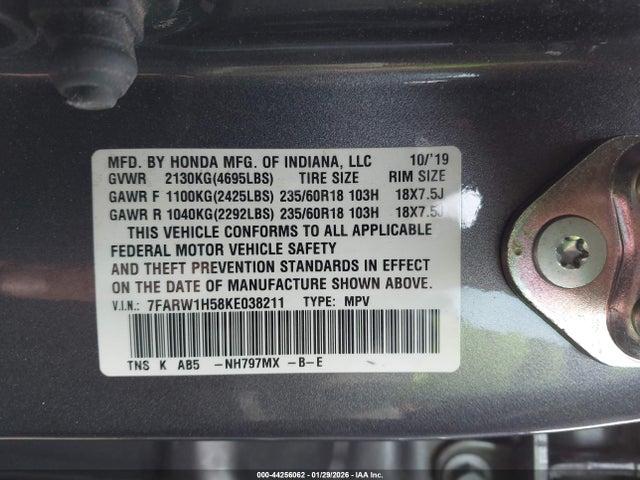 MFD. BY HONDA MFG. OF INDIANA, LLC 10/'19
GVWR 2130KG(4695LBS) TIRE SIZE RIM SIZE
GAWR F 1100KG(2425LBS) 235/60R18 103H 18X7.5J
GAWR R 1040KG(2292LBS) 235/60R18 103H 18X7.5J
THIS VEHICLE CONFORMS TO ALL APPLICABLE
FEDERAL MOTOR VEHICLE SAFETY
AND THEFT PREVENTION STANDARDS IN EFFECT
ON THE DATE OF MANUFACTURE SHOWN ABOVE.
V.I.N.: 7FARW1H58KE038211 TYPE: MPV
TNS K AB5 -NH797MX -B-E
000-44256062 - 01/29/2026 - IAA Inc.